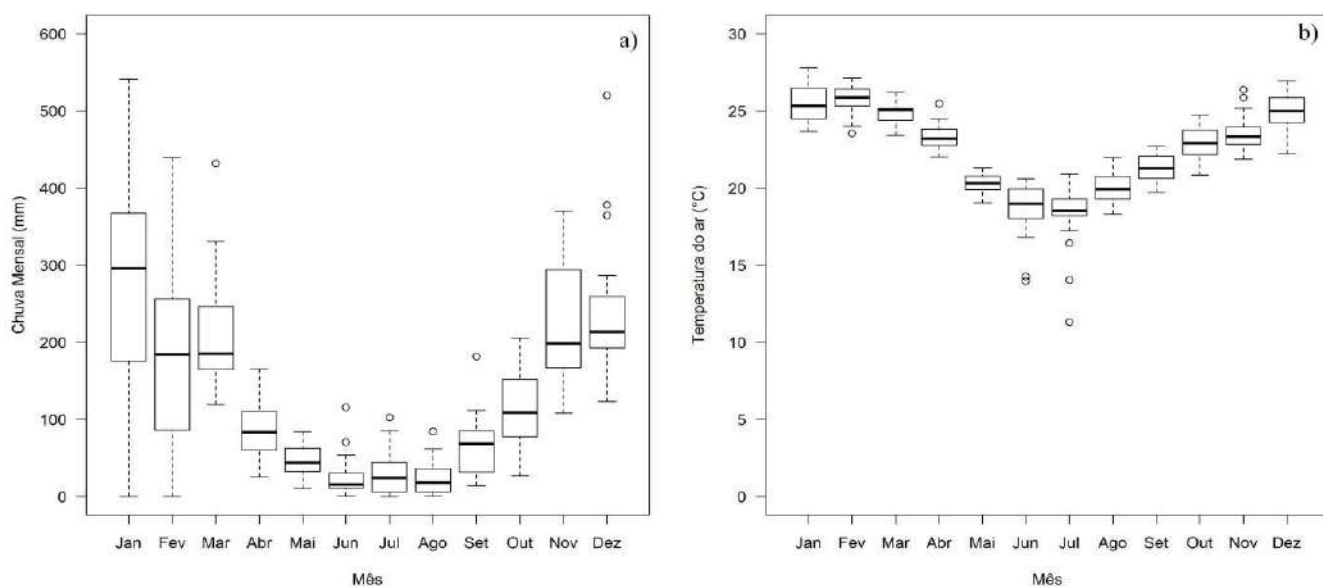 a)
Chuva Mensal (mm)
600
500
400
300
200
100
0
Jan Fev Mar Abr Mai Jun Jul Ago Set Out Nov Dez
Mês
b)
Temperatura do ar (°C)
30
25
20
15
10
5
0
Jan Fev Mar Abr Mai Jun Jul Ago Set Out Nov Dez
Mês